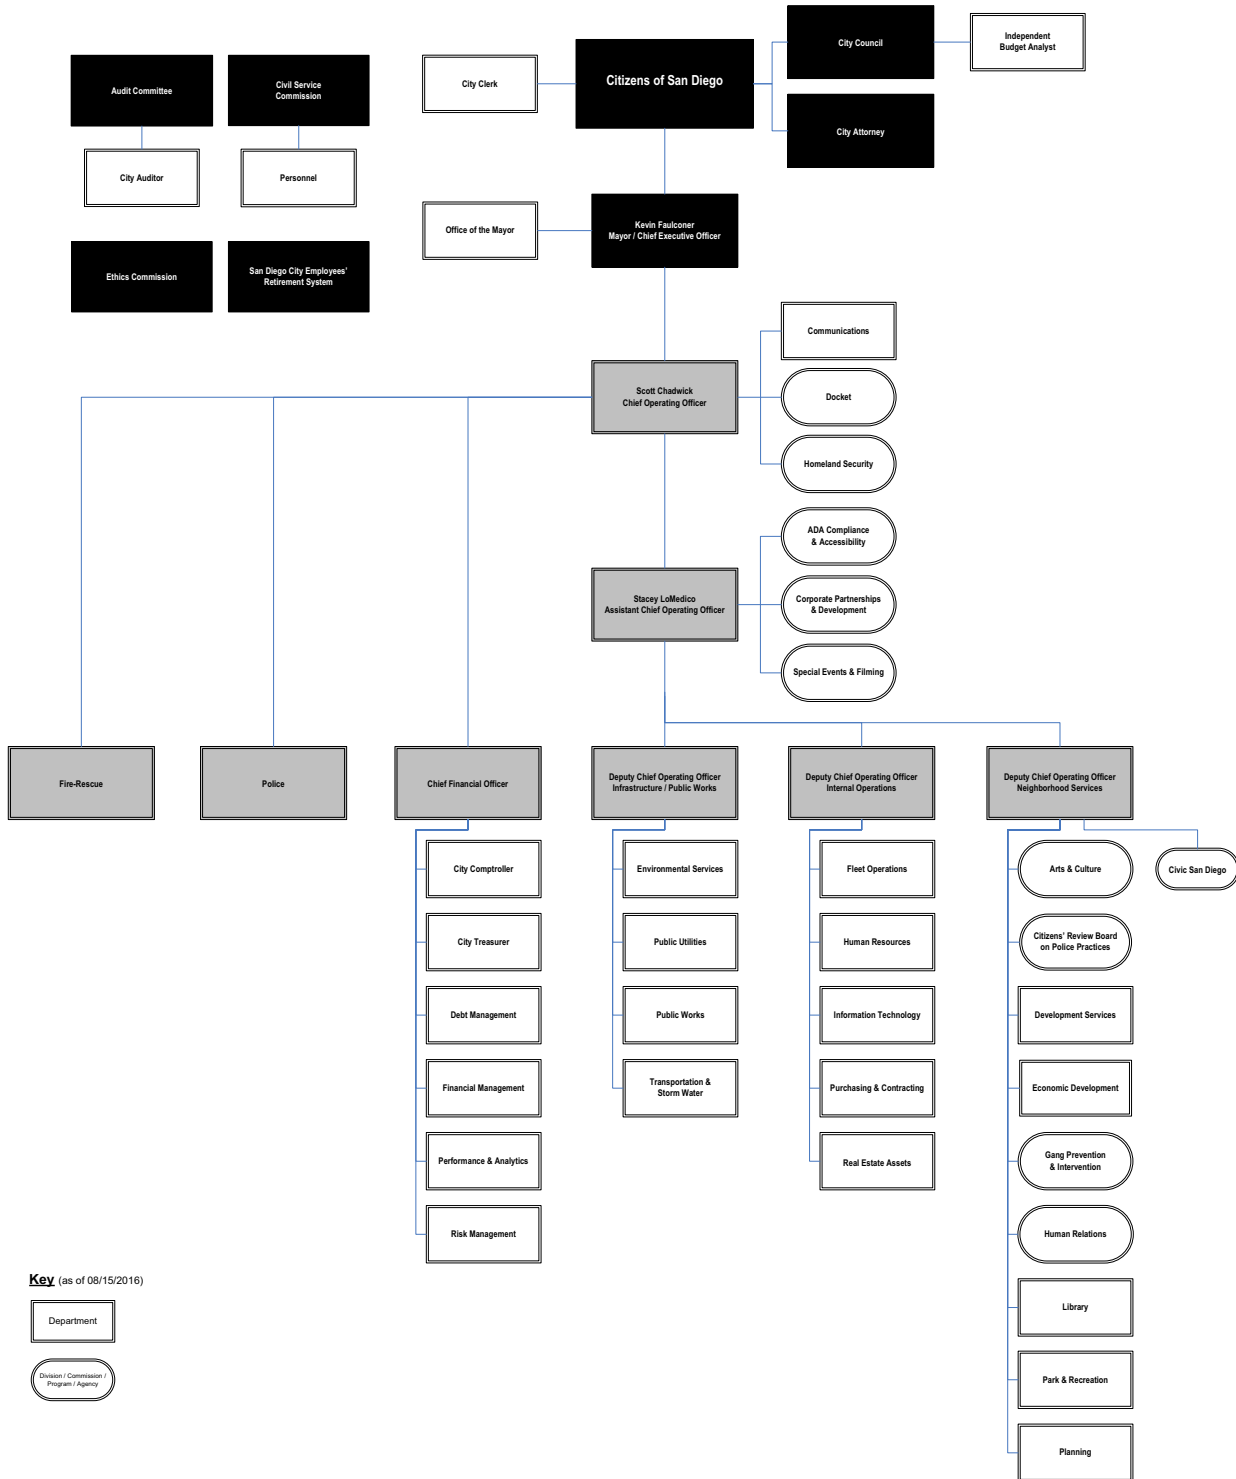 Audit Committee
Civil Service
Commission
City Clerk
Citizens of San Diego
City Council
Independent
Budget Analyst
City Attorney
City Auditor
Personnel
Office of the Mayor
Kevin Faulconer
Mayor / Chief Executive Officer
Ethics Commission
San Diego City Employees'
Retirement System
Communications
Scott Chadwick
Chief Operating Officer
Docket
Homeland Security
ADA Compliance
& Accessibility
Stacey LoMedico
Assistant Chief Operating Officer
Corporate Partnerships
& Development
Special Events & Filming
Fire-Rescue
Police
Chief Financial Officer
Deputy Chief Operating Officer
Infrastructure / Public Works
Deputy Chief Operating Officer
Internal Operations
Deputy Chief Operating Officer
Neighborhood Services
City Comptroller
City Treasurer
Debt Management
Financial Management
Performance & Analytics
Risk Management
Environmental Services
Public Utilities
Public Works
Transportation &
Storm Water
Fleet Operations
Human Resources
Information Technology
Purchasing & Contracting
Real Estate Assets
Arts & Culture
Civic San Diego
Citizens' Review Board
on Police Practices
Development Services
Economic Development
Gang Prevention
& Intervention
Human Relations
Library
Park & Recreation
Planning
Key (as of 08/15/2016)
Department
Division / Commission /
Program / Agency